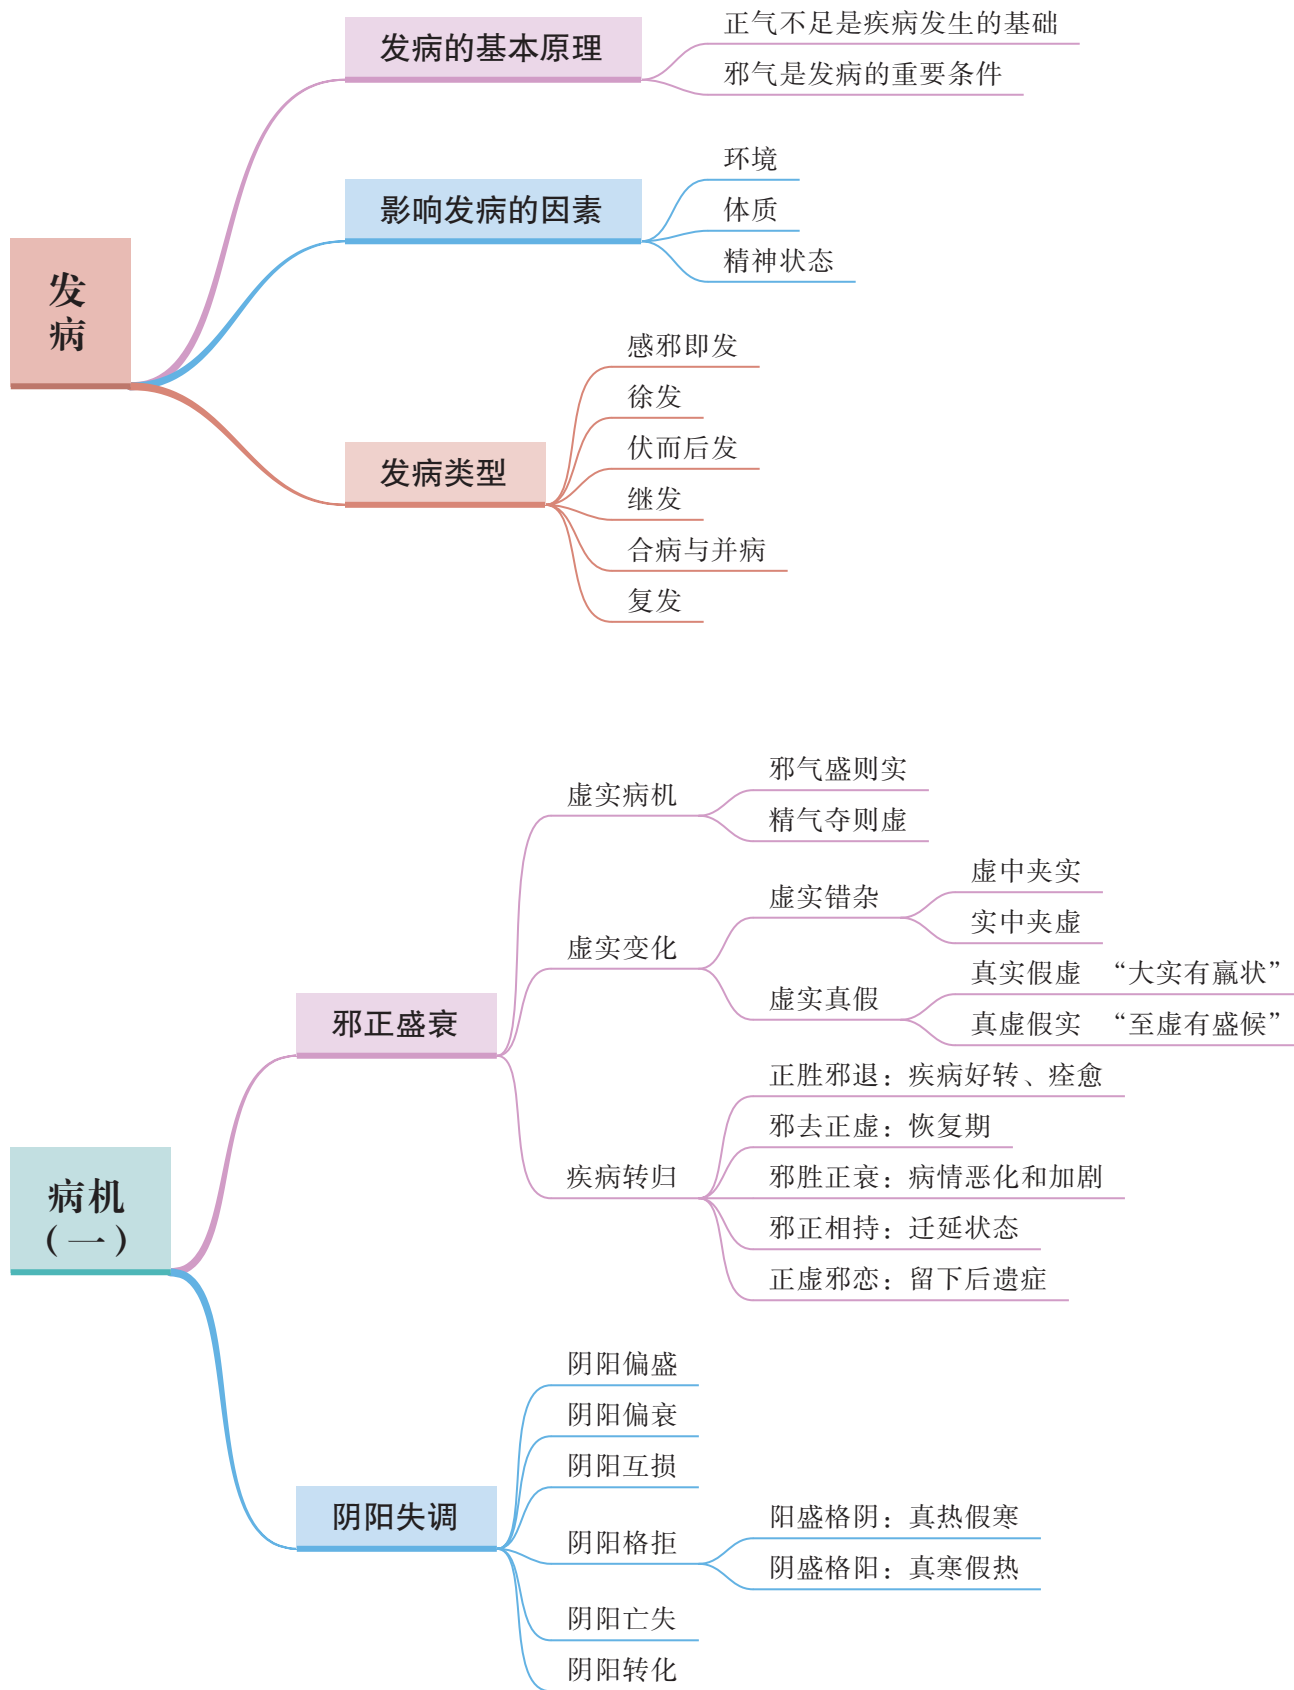 发病
发病的基本原理
正气不足是疾病发生的基础
邪气是发病的重要条件
影响发病的因素
环境
体质
精神状态
发病类型
感邪即发
徐发
伏而后发
继发
合病与并病
复发
病机
(一)
邪正盛衰
虚实病机
邪气盛则实
精气夺则虚
虚实变化
虚实错杂
虚中夹实
实中夹虚
虚实真假
真实假虚 “大实有羸状”
真虚假实 “至虚有盛候”
疾病转归
正胜邪退：疾病好转、痊愈
邪去正虚：恢复期
邪胜正衰：病情恶化和加剧
邪正相持：迁延状态
正虚邪恋：留下后遗症
阴阳失调
阴阳偏盛
阴阳偏衰
阴阳互损
阴阳格拒
阳盛格阴：真热假寒
阴盛格阳：真寒假热
阴阳亡失
阴阳转化